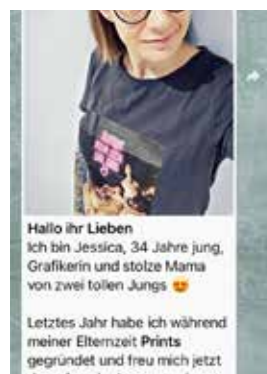 Hallo ihr Lieben
Ich bin Jessica, 34 Jahre jung,
Grafikerin und stolze Mama
von zwei tollen Jungs 😍
Letztes Jahr habe ich während
meiner Elternzeit Prints
gegründet und freu mich jetzt